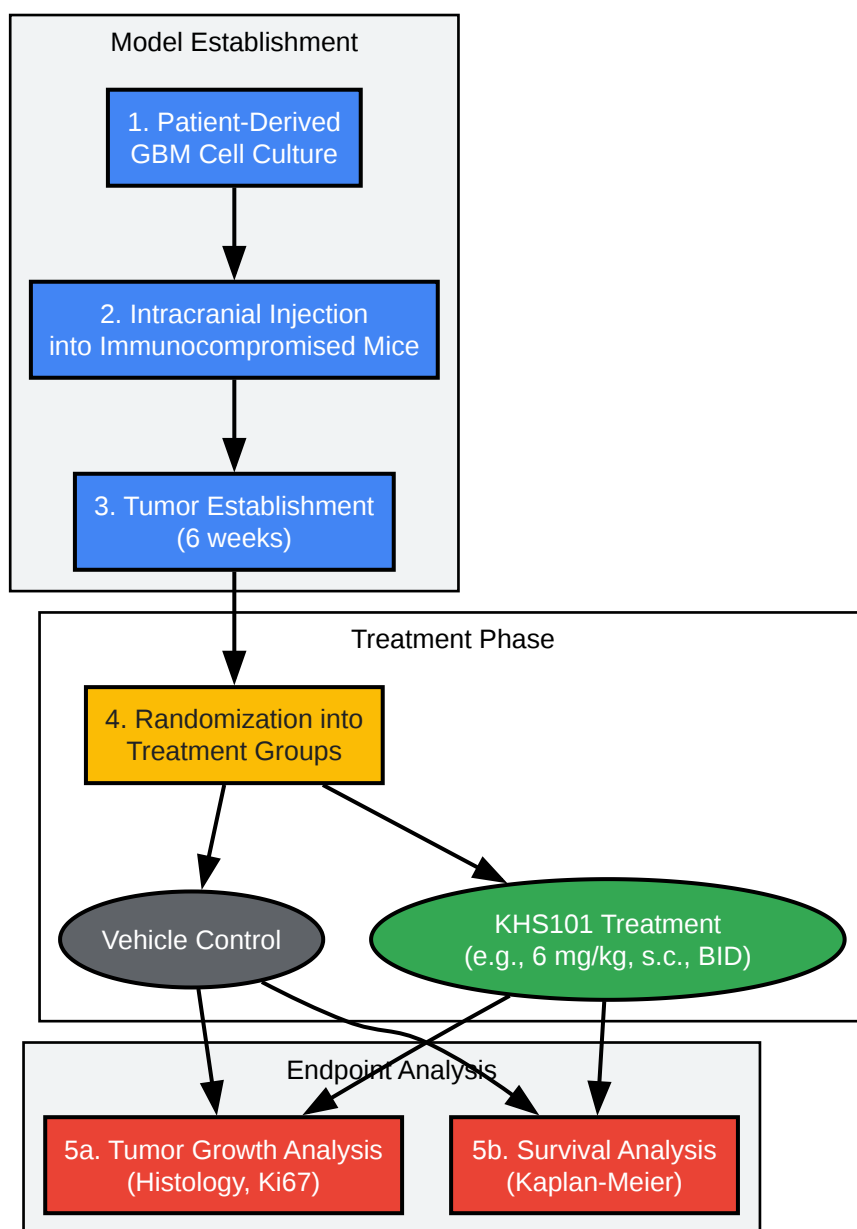 Model Establishment
1. Patient-Derived
GBM Cell Culture
2. Intracranial Injection
into Immunocompromised Mice
3. Tumor Establishment
(6 weeks)
Treatment Phase
4. Randomization into
Treatment Groups
Vehicle Control
KHS101 Treatment
(e.g., 6 mg/kg, s.c., BID)
Endpoint Analysis
5a. Tumor Growth Analysis
(Histology, Ki67)
5b. Survival Analysis
(Kaplan-Meier)